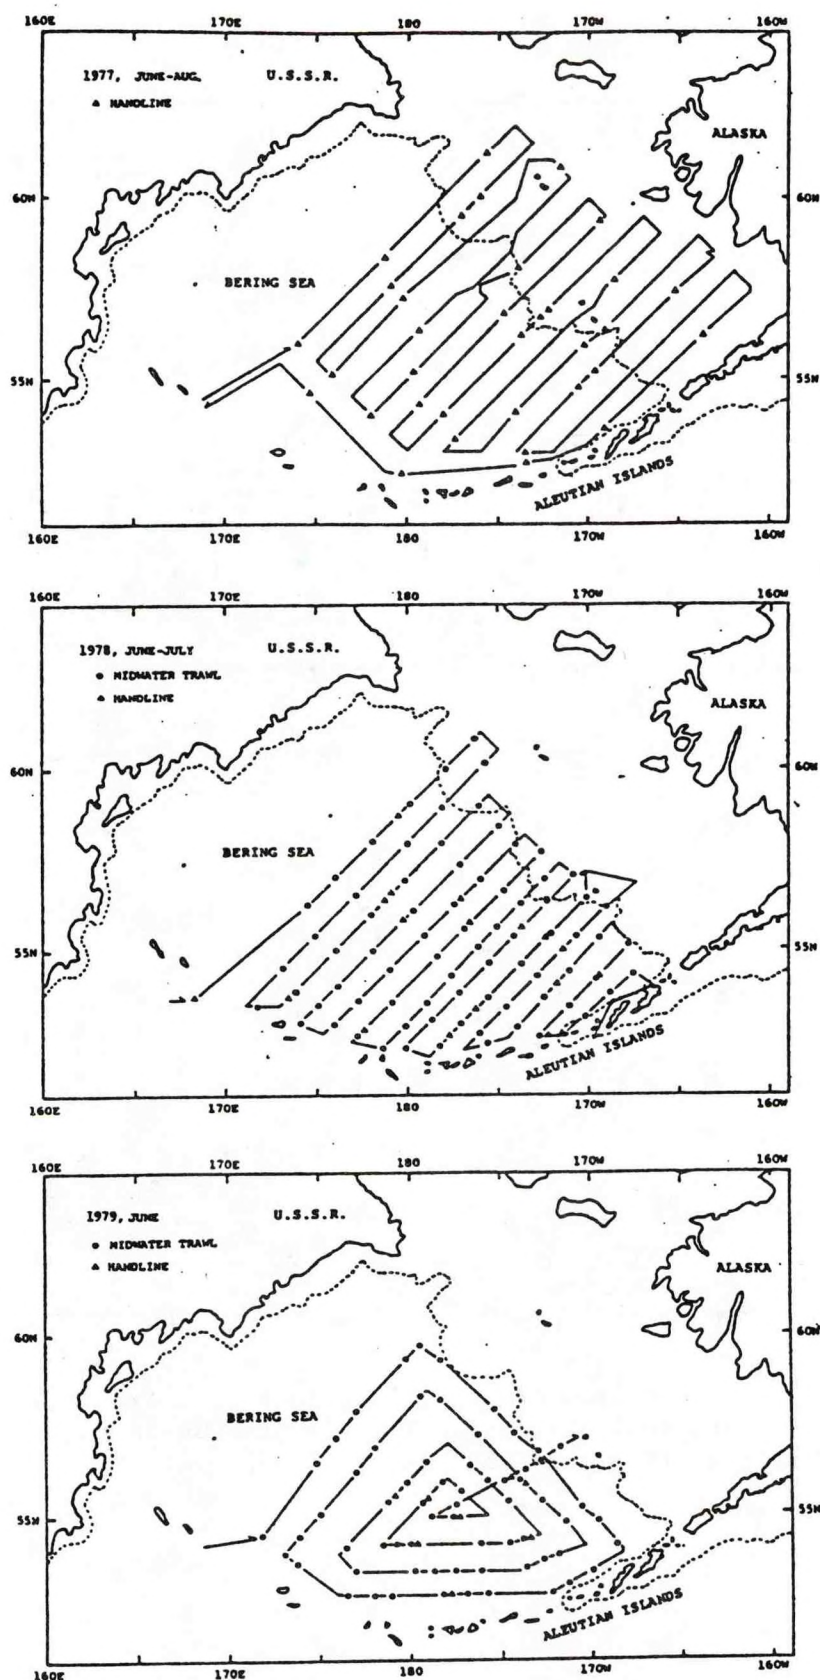 160E 170E 180 170W 160W
1977, JUNE-AUG. U.S.S.R.
▲ HANDLINE
ALASKA
60N 60N
BERING SEA
55N 55N
ALEUTIAN ISLANDS
160E 170E 180 170W 160W
160E 170E 180 170W 160W
1978, JUNE-JULY U.S.S.R.
● MIDWATER TRAWL
▲ HANDLINE
ALASKA
60N 60N
BERING SEA
55N 55N
ALEUTIAN ISLANDS
160E 170E 180 170W 160W
160E 170E 180 170W 160W
1979, JUNE U.S.S.R.
● MIDWATER TRAWL
▲ HANDLINE
ALASKA
60N 60N
BERING SEA
55N 55N
ALEUTIAN ISLANDS
160E 170E 180 170W 160W